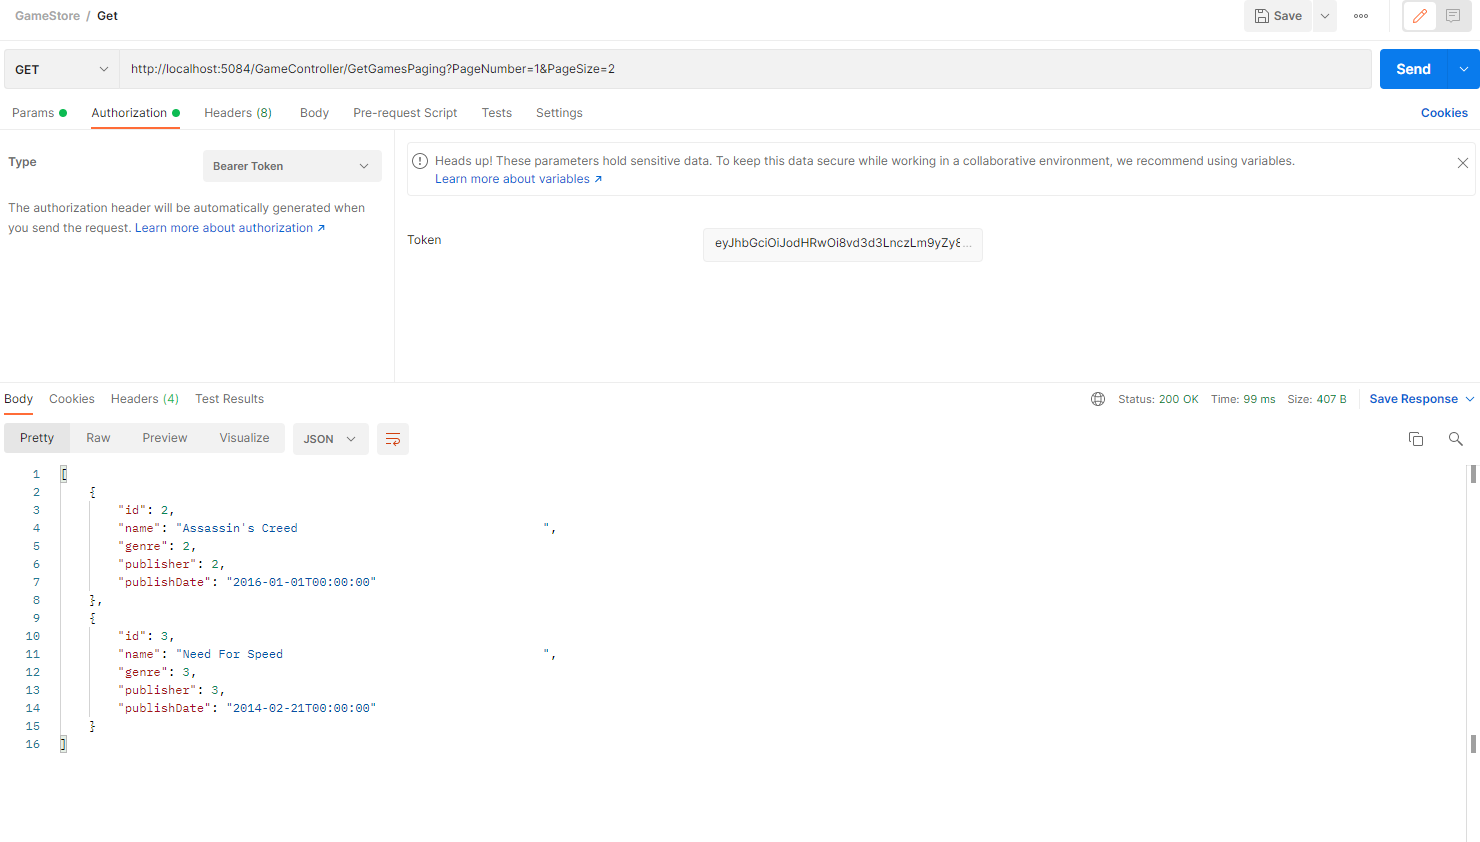 GameStore / Get
Save
GET
http://localhost:5084/GameController/GetGamesPaging?PageNumber=1&PageSize=2
Send
Params Authorization Headers (8) Body Pre-request Script Tests Settings Cookies
Type
Bearer Token
The authorization header will be automatically generated when
you send the request. Learn more about authorization ↗
Heads up! These parameters hold sensitive data. To keep this data secure while working in a collaborative environment, we recommend using variables.
Learn more about variables ↗
Token
eyJhbGciOiJodHRwOi8vd3d3LnczLm9yZy8...
Body Cookies Headers (4) Test Results
Status: 200 OK Time: 99 ms Size: 407 B Save Response
Pretty Raw Preview Visualize JSON
1 [
2 {
3 "id": 2,
4 "name": "Assassin's Creed                                  ",
5 "genre": 2,
6 "publisher": 2,
7 "publishDate": "2016-01-01T00:00:00"
8 },
9 {
10 "id": 3,
11 "name": "Need For Speed                                    ",
12 "genre": 3,
13 "publisher": 3,
14 "publishDate": "2014-02-21T00:00:00"
15 }
16 ]